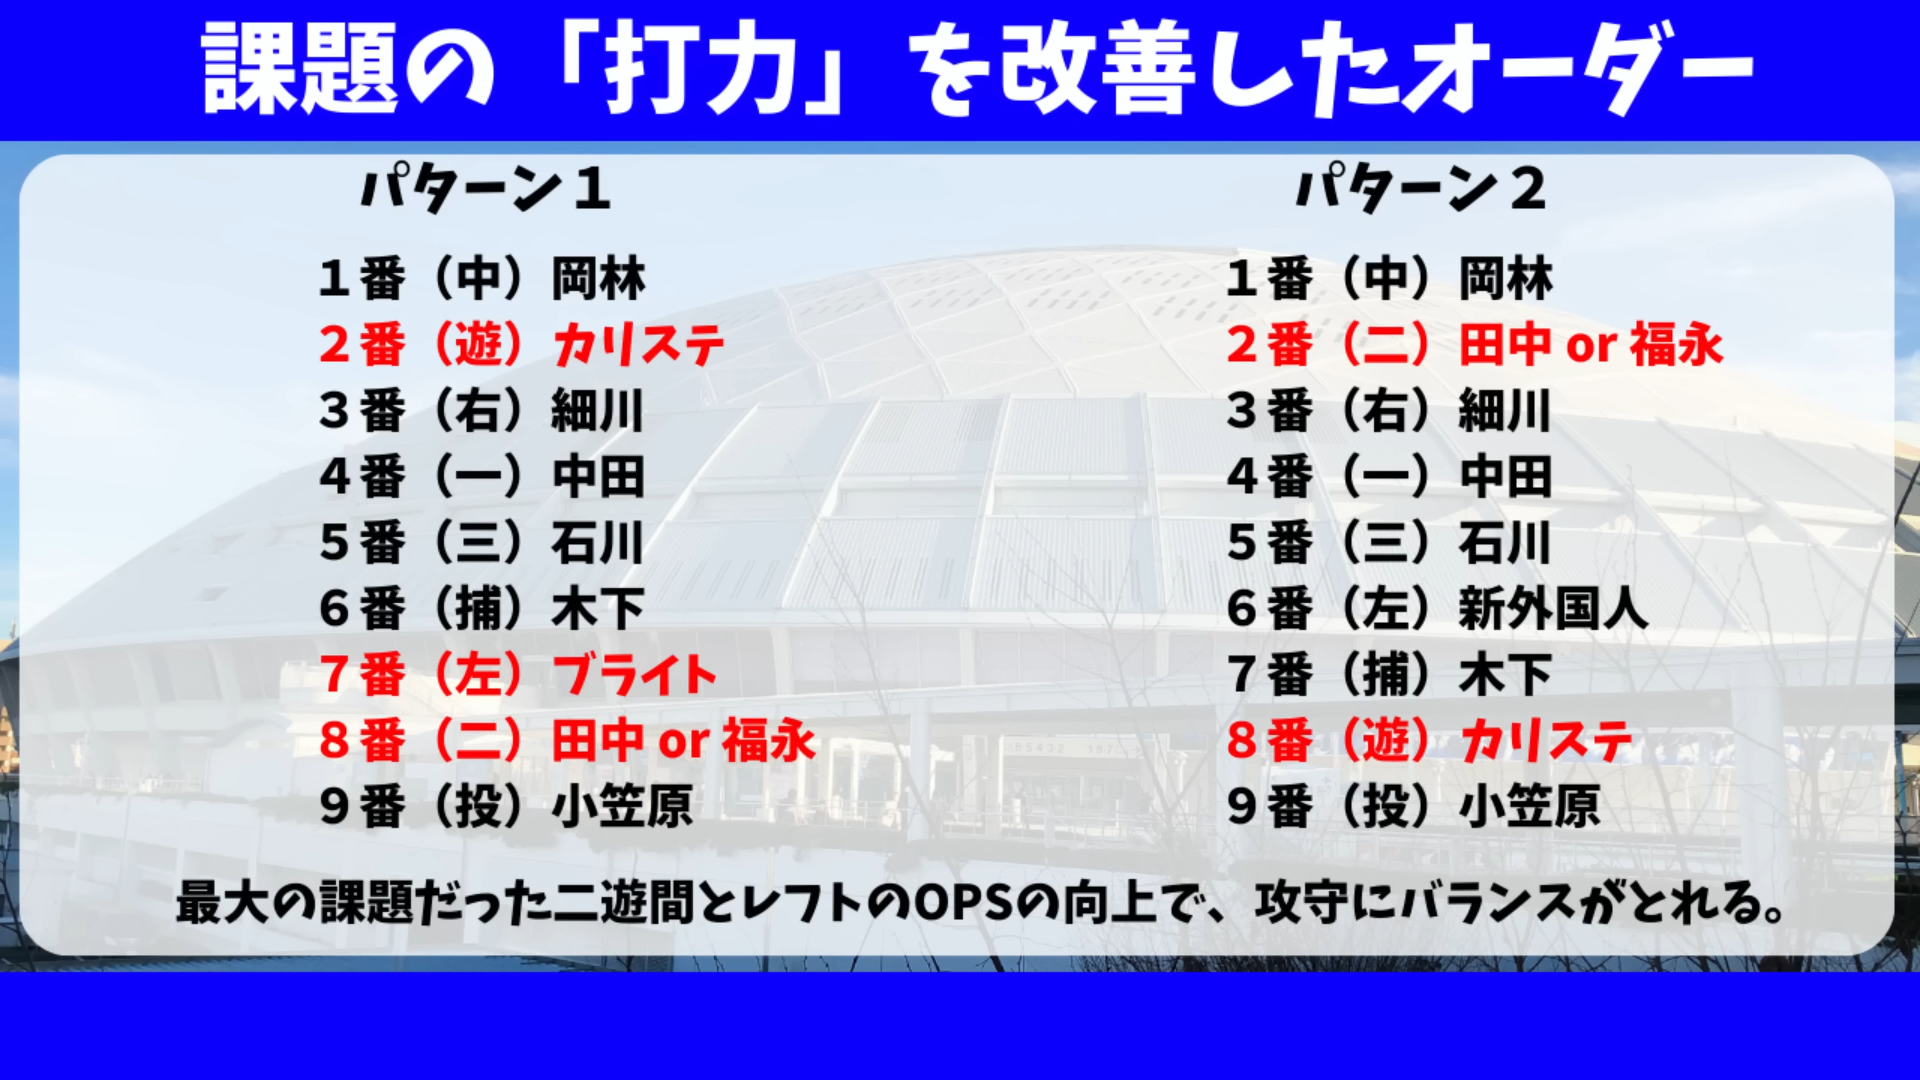 課題の「打力」を改善したオーダー
パターン１
１番（中）岡林
２番（遊）カリステ
３番（右）細川
４番（一）中田
５番（三）石川
６番（捕）木下
７番（左）ブライト
８番（二）田中 or 福永
９番（投）小笠原
パターン２
１番（中）岡林
２番（二）田中 or 福永
３番（右）細川
４番（一）中田
５番（三）石川
６番（左）新外国人
７番（捕）木下
８番（遊）カリステ
９番（投）小笠原
最大の課題だった二遊間とレフトのOPSの向上で、攻守にバランスがとれる。